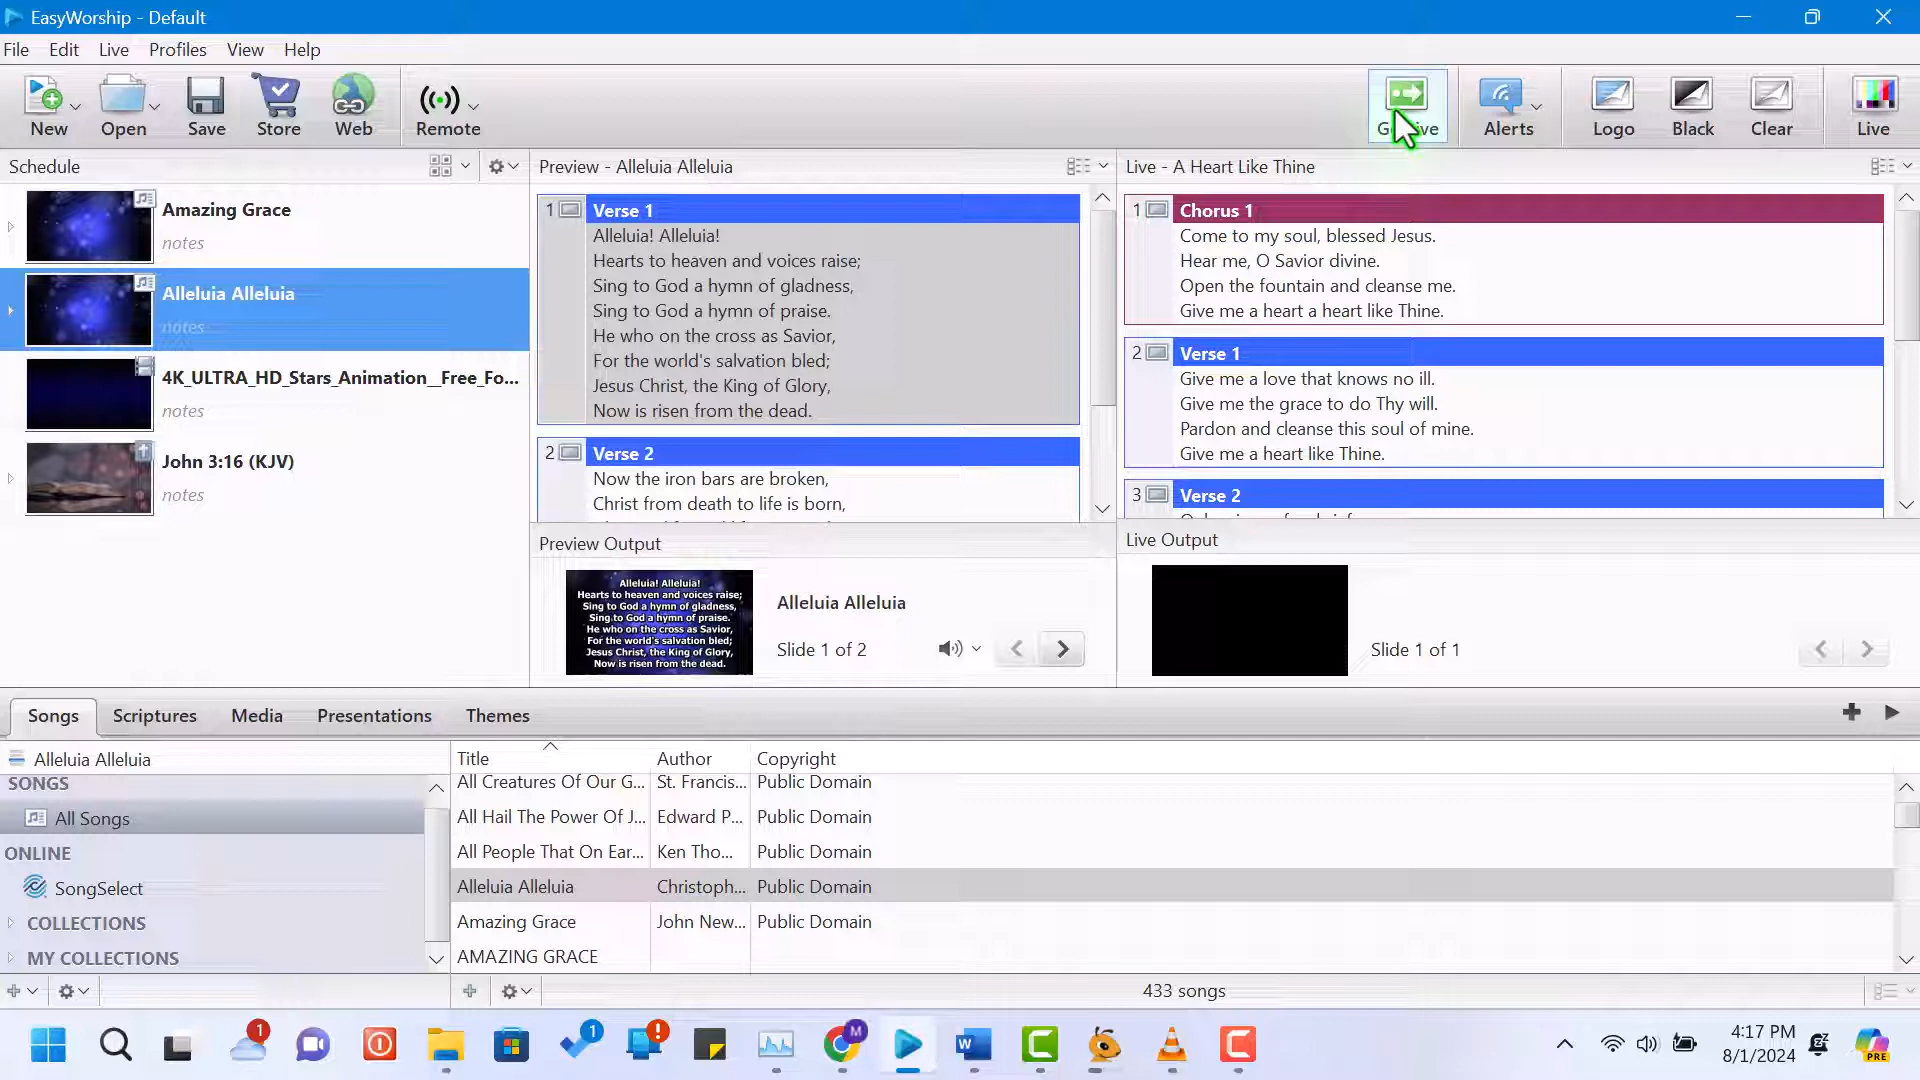 EasyWorship - Default
File Edit Live Profiles View Help
New Open Save Store Web Remote Alerts Logo Black Clear Live
Schedule
Amazing Grace
notes
Alleluia Alleluia
notes
4K_ULTRA_HD_Stars_Animation__Free_Fo...
notes
John 3:16 (KJV)
notes
Preview - Alleluia Alleluia
1 Verse 1
Alleluia! Alleluia!
Hearts to heaven and voices raise;
Sing to God a hymn of gladness,
Sing to God a hymn of praise.
He who on the cross as Savior,
For the world's salvation bled;
Jesus Christ, the King of Glory,
Now is risen from the dead.
2 Verse 2
Now the iron bars are broken,
Christ from death to life is born,
Preview Output
Alleluia! Alleluia!
Hearts to heaven and voices raise;
Sing to God a hymn of gladness,
Sing to God a hymn of praise.
He who on the cross as Savior,
For the world's salvation bled;
Jesus Christ, the King of Glory,
Now is risen from the dead.
Alleluia Alleluia
Slide 1 of 2
Live - A Heart Like Thine
1 Chorus 1
Come to my soul, blessed Jesus.
Hear me, O Savior divine.
Open the fountain and cleanse me.
Give me a heart a heart like Thine.
2 Verse 1
Give me a love that knows no ill.
Give me the grace to do Thy will.
Pardon and cleanse this soul of mine.
Give me a heart like Thine.
3 Verse 2
Live Output
Slide 1 of 1
Songs Scriptures Media Presentations Themes
Alleluia Alleluia
SONGS
All Songs
ONLINE
SongSelect
COLLECTIONS
MY COLLECTIONS
Title Author Copyright
All Creatures Of Our G... St. Francis... Public Domain
All Hail The Power Of J... Edward P... Public Domain
All People That On Ear... Ken Tho... Public Domain
Alleluia Alleluia Christoph... Public Domain
Amazing Grace John New... Public Domain
AMAZING GRACE
433 songs
1
1
M
4:17 PM
8/1/2024
PRE